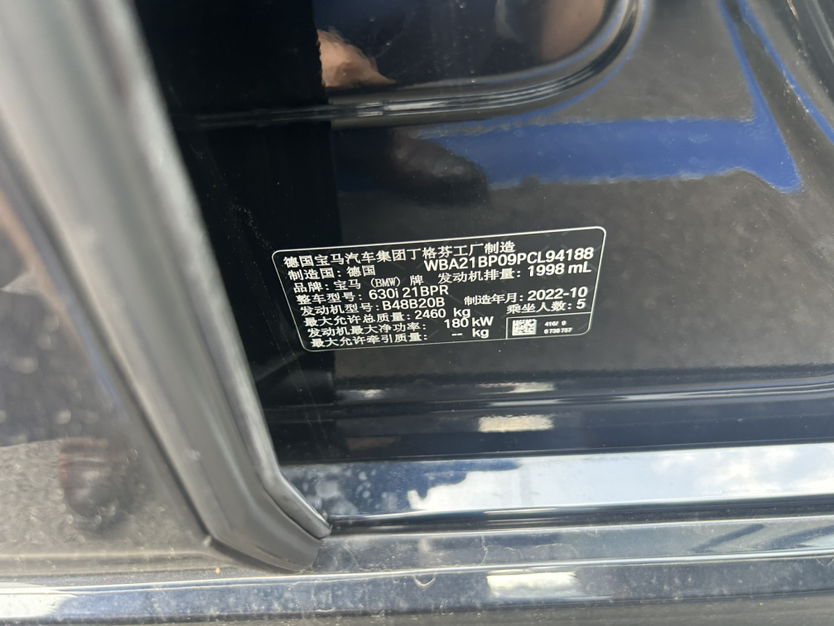 德国宝马汽车集团丁格芬工厂制造
制造国: 德国 WBA21BP09PCL94188
品牌: 宝马 (BMW) 牌 发动机排量: 1998 mL
整车型号: 630i 21BPR
发动机型号: B48B20B 制造年月: 2022-10
最大允许总质量: 2460 kg 乘坐人数: 5
发动机最大净功率: 180 kW
最大允许牵引质量: -- kg